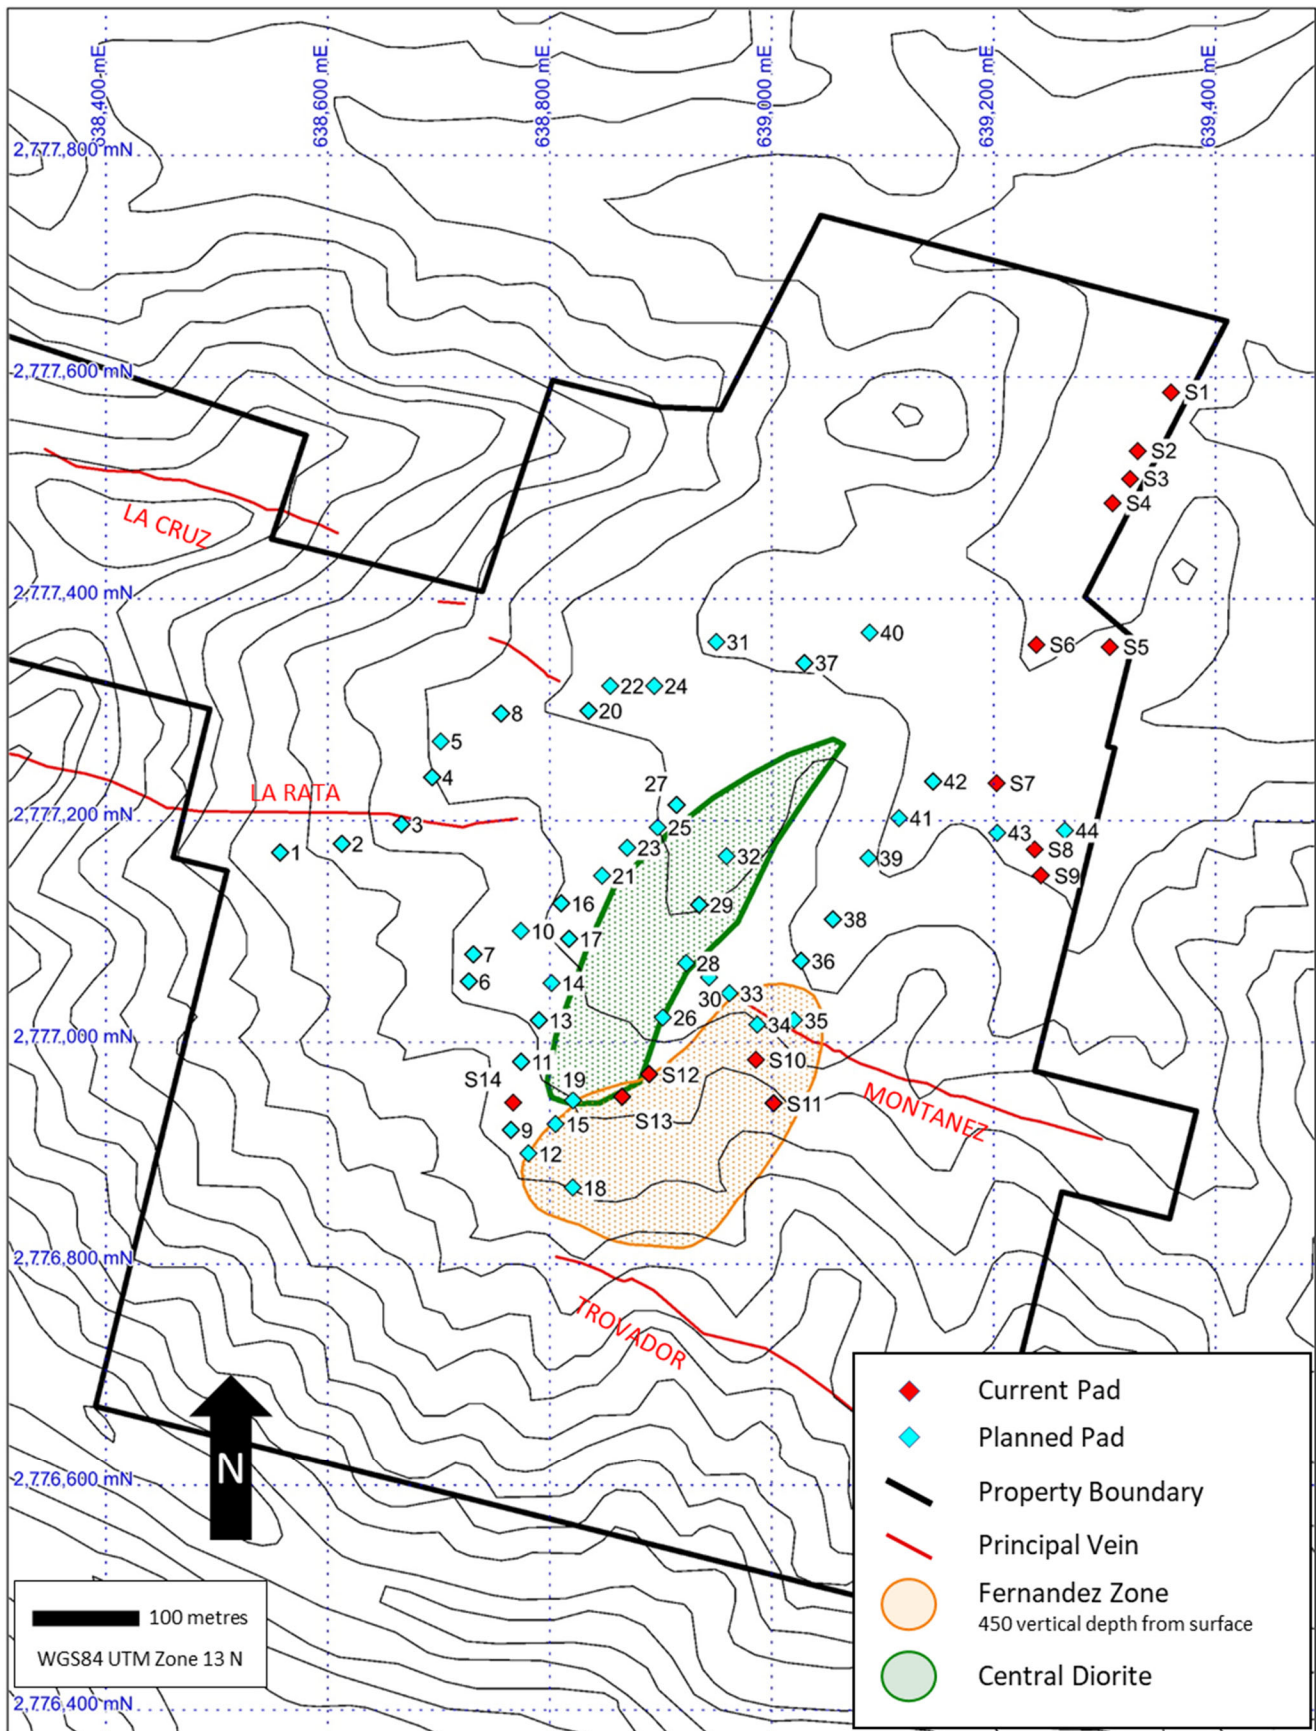 638,400 mE
638,600 mE
638,800 mE
639,000 mE
639,200 mE
639,400 mE
2,777,800 mN
2,777,600 mN
S1
S2
S3
S4
LA CRUZ
2,777,400 mN
40
31
S6
S5
37
22
24
20
8
5
4
27
42
S7
LA RATA
2,777,200 mN
3
25
41
43
44
2
1
23
32
39
S8
S9
21
16
29
10
17
38
7
28
36
6
14
30
33
13
26
34
35
2,777,000 mN
11
S10
S14
19
S12
S11
MONTANEZ
S13
9
15
12
18
2,776,800 mN
TROVADOR
N
2,776,600 mN
Current Pad
Planned Pad
Property Boundary
Principal Vein
Fernandez Zone
450 vertical depth from surface
Central Diorite
100 metres
WGS84 UTM Zone 13 N
2,776,400 mN